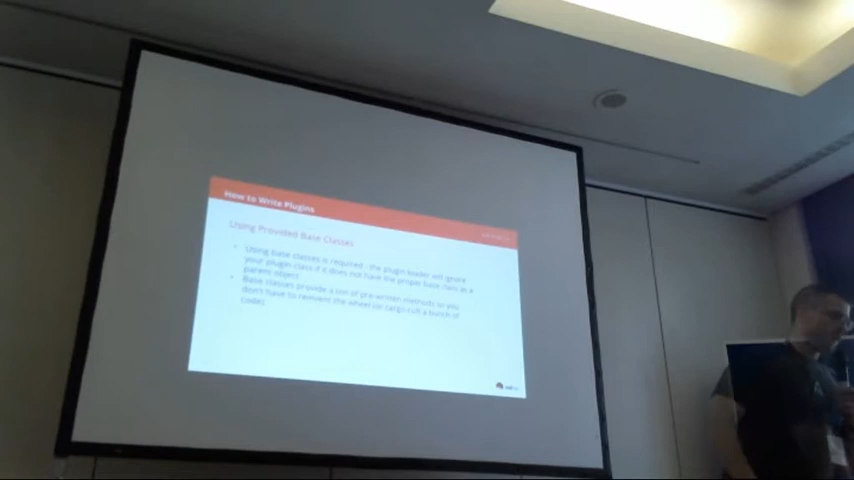 How to Write Plugins
Using Provided Base Classes
• Using base classes is required - the plugin loader will ignore
your plugin class if it does not have the proper base class as a
parent object
• Base classes provide a ton of pre-written methods so you
don't have to reinvent the wheel (or cargo-cult a bunch of
code)